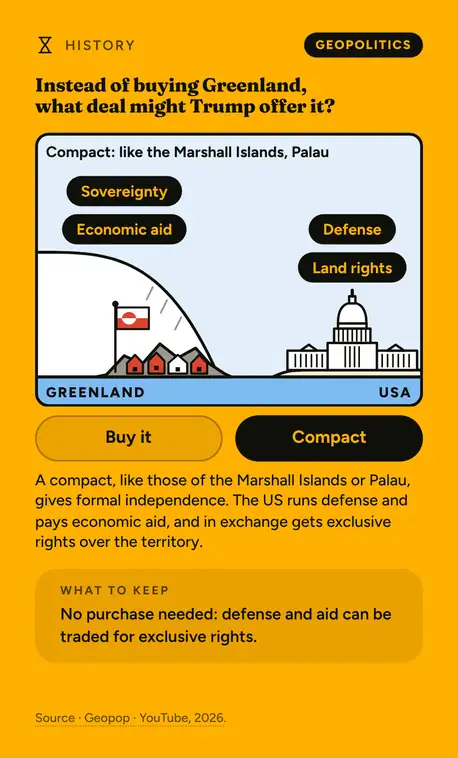 HISTORY
GEOPOLITICS
Instead of buying Greenland,
what deal might Trump offer it?
Compact: like the Marshall Islands, Palau
Sovereignty
Economic aid
Defense
Land rights
GREENLAND
USA
Buy it
Compact
A compact, like those of the Marshall Islands or Palau,
gives formal independence. The US runs defense and
pays economic aid, and in exchange gets exclusive
rights over the territory.
WHAT TO KEEP
No purchase needed: defense and aid can be
traded for exclusive rights.
Source · Geopop · YouTube, 2026.